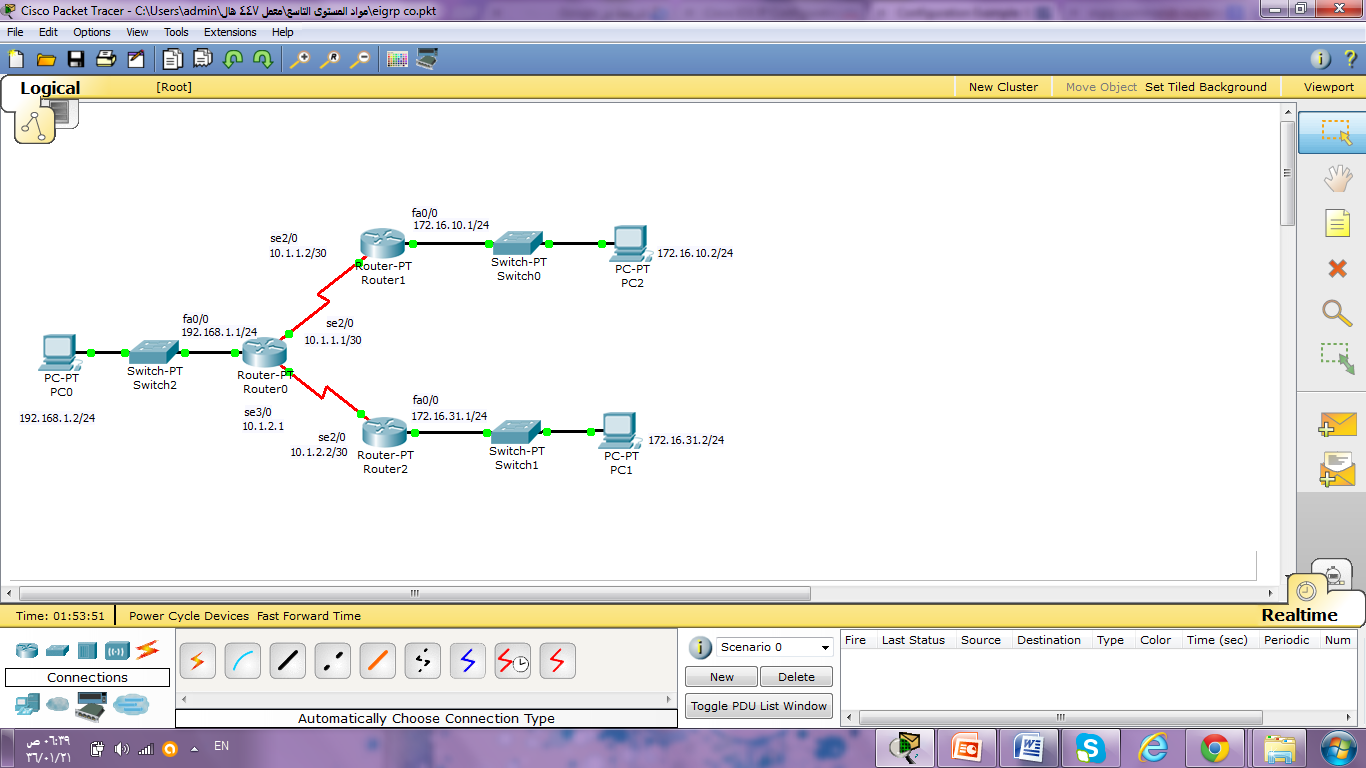 Cisco Packet Tracer - C:\Users\admin\مواد المستوى التاسع\معمل ٤٤٧ هال\eigrp co.pkt
File Edit Options View Tools Extensions Help
Logical [Root] New Cluster Move Object Set Tiled Background Viewport
fa0/0
172.16.10.1/24
se2/0
10.1.1.2/30
Router-PT
Router1
Switch-PT
Switch0
172.16.10.2/24
PC-PT
PC2
fa0/0
192.168.1.1/24
se2/0
10.1.1.1/30
PC-PT
PC0
192.168.1.2/24
Switch-PT
Switch2
Router-PT
Router0
se3/0
10.1.2.1
se2/0
10.1.2.2/30
fa0/0
172.16.31.1/24
Router-PT
Router2
Switch-PT
Switch1
172.16.31.2/24
PC-PT
PC1
Time: 01:53:51 Power Cycle Devices Fast Forward Time Realtime
Connections
Automatically Choose Connection Type
Scenario 0
New Delete
Toggle PDU List Window
Fire Last Status Source Destination Type Color Time (sec) Periodic Num
EN
٠٦:٣٩ ص
٣٦/٠١/٢١